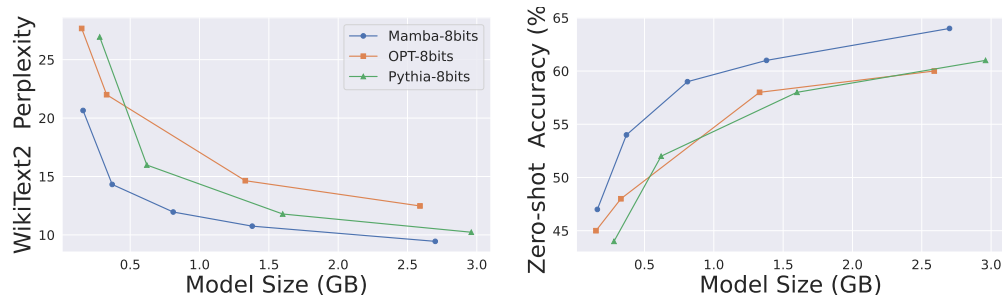 WikiText2 Perplexity
25
20
15
10
Mamba-8bits
OPT-8bits
Pythia-8bits
0.5 1.0 1.5 2.0 2.5 3.0
Model Size (GB)
Zero-shot Accuracy (%
65
60
55
50
45
0.5 1.0 1.5 2.0 2.5 3.0
Model Size (GB)